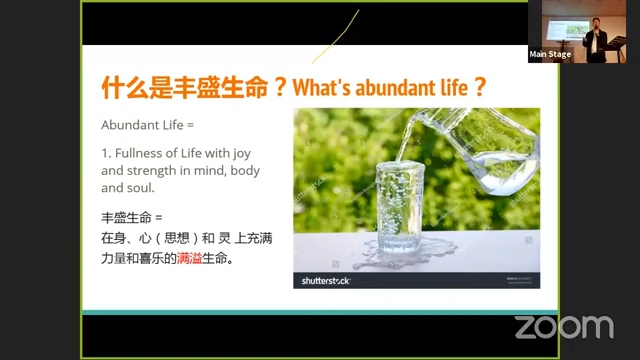 什么是丰盛生命？What's abundant life？
Abundant Life =
1. Fullness of Life with joy
and strength in mind, body
and soul.
丰盛生命 =
在身、心（思想）和 灵 上充满
力量和喜乐的满溢生命。
shutterstock
Main Stage
zoom